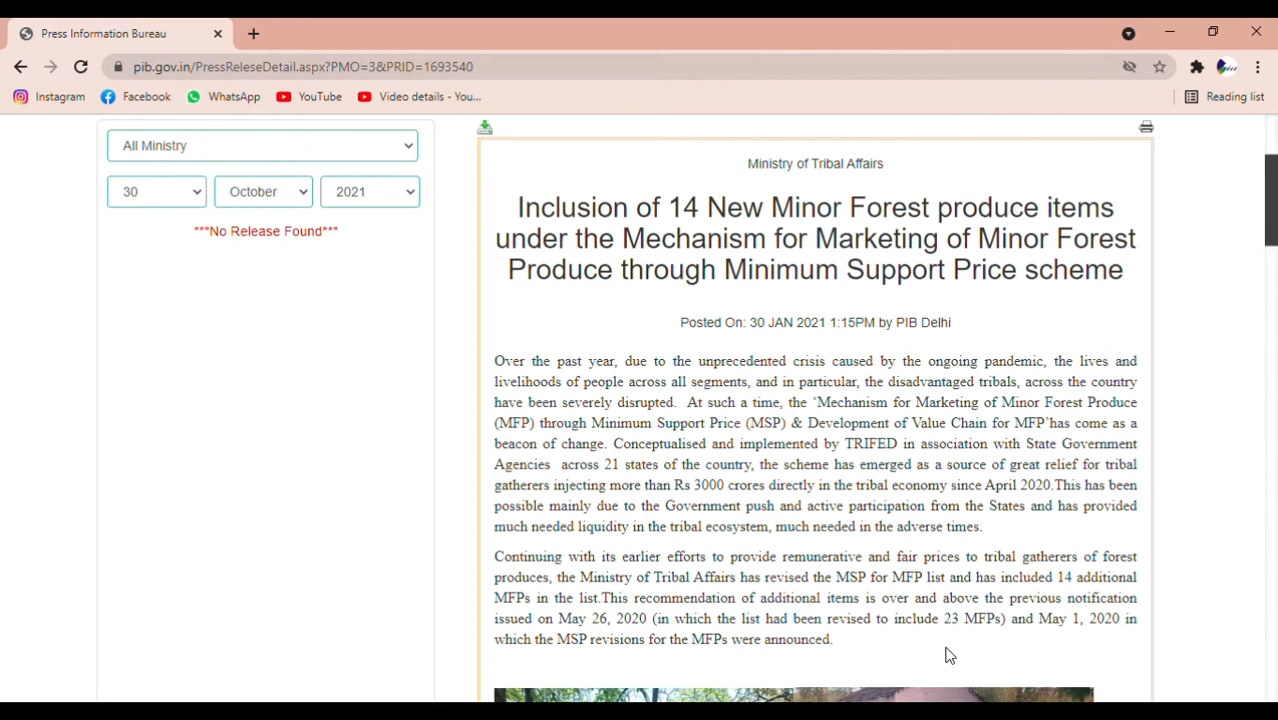 Press Information Bureau
pib.gov.in/PressReleseDetail.aspx?PMO=3&PRID=1693540
Instagram Facebook WhatsApp YouTube Video details - You... Reading list
All Ministry
30 October 2021
***No Release Found***
Ministry of Tribal Affairs
Inclusion of 14 New Minor Forest produce items
under the Mechanism for Marketing of Minor Forest
Produce through Minimum Support Price scheme
Posted On: 30 JAN 2021 1:15PM by PIB Delhi
Over the past year, due to the unprecedented crisis caused by the ongoing pandemic, the lives and
livelihoods of people across all segments, and in particular, the disadvantaged tribals, across the country
have been severely disrupted. At such a time, the ‘Mechanism for Marketing of Minor Forest Produce
(MFP) through Minimum Support Price (MSP) & Development of Value Chain for MFP’has come as a
beacon of change. Conceptualised and implemented by TRIFED in association with State Government
Agencies across 21 states of the country, the scheme has emerged as a source of great relief for tribal
gatherers injecting more than Rs 3000 crores directly in the tribal economy since April 2020.This has been
possible mainly due to the Government push and active participation from the States and has provided
much needed liquidity in the tribal ecosystem, much needed in the adverse times.
Continuing with its earlier efforts to provide remunerative and fair prices to tribal gatherers of forest
produces, the Ministry of Tribal Affairs has revised the MSP for MFP list and has included 14 additional
MFPs in the list.This recommendation of additional items is over and above the previous notification
issued on May 26, 2020 (in which the list had been revised to include 23 MFPs) and May 1, 2020 in
which the MSP revisions for the MFPs were announced.